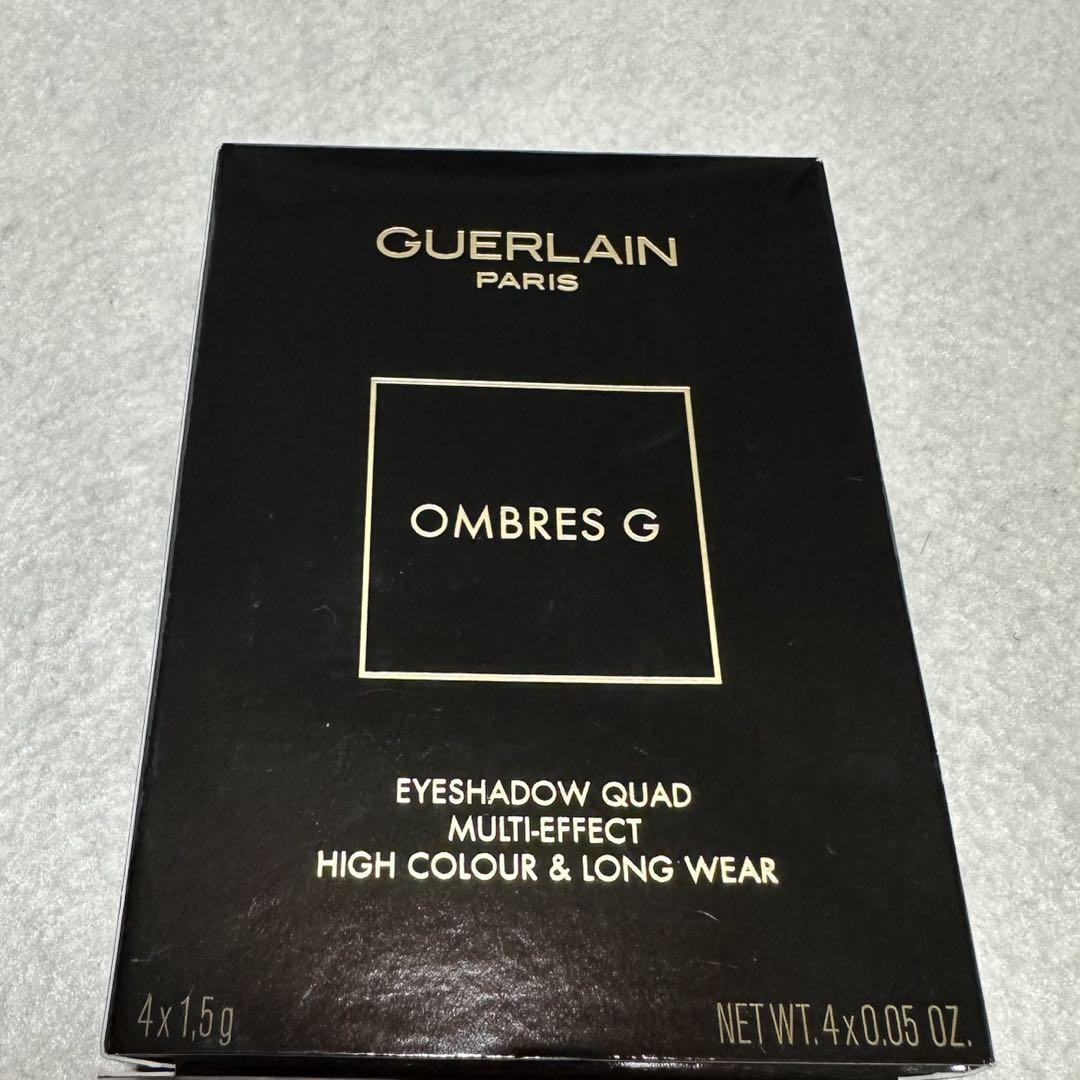 GUERLAIN
PARIS
OMBRES G
EYESHADOW QUAD
MULTI-EFFECT
HIGH COLOUR & LONG WEAR
4x1,5g
NET WT. 4x0.05 OZ.